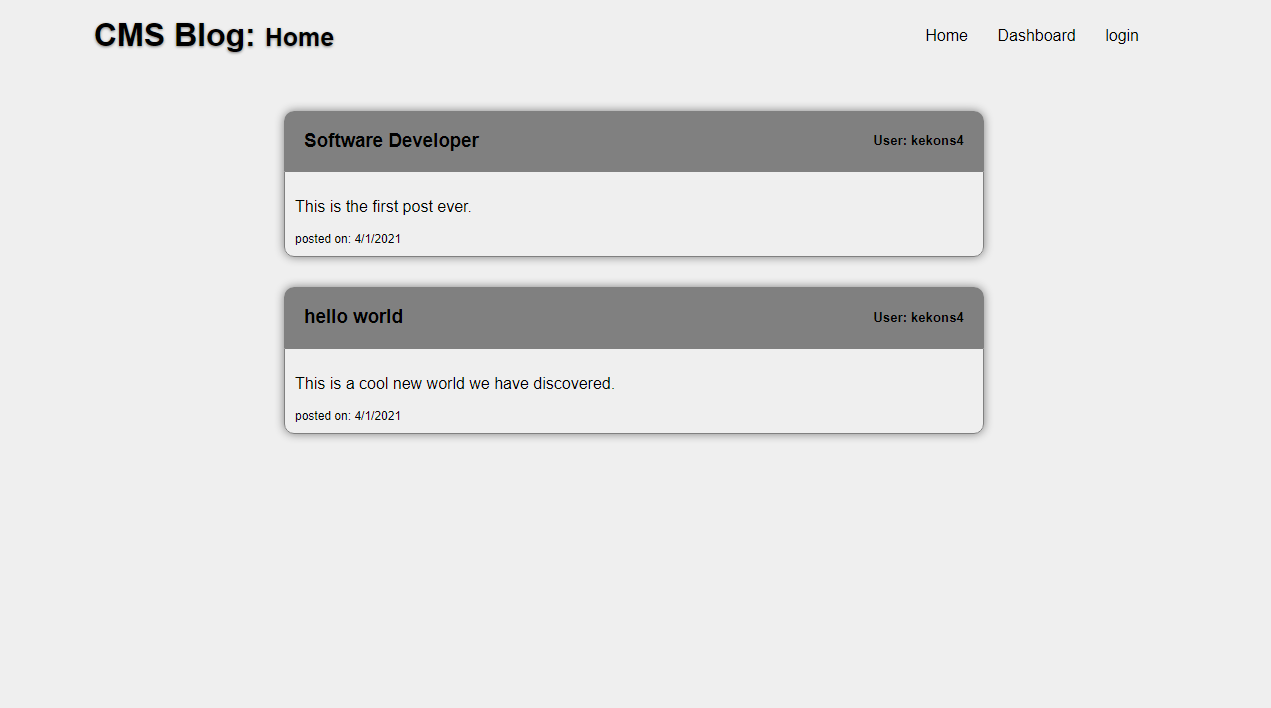 CMS Blog: Home
Home Dashboard login
Software Developer User: kekons4
This is the first post ever.
posted on: 4/1/2021
hello world User: kekons4
This is a cool new world we have discovered.
posted on: 4/1/2021